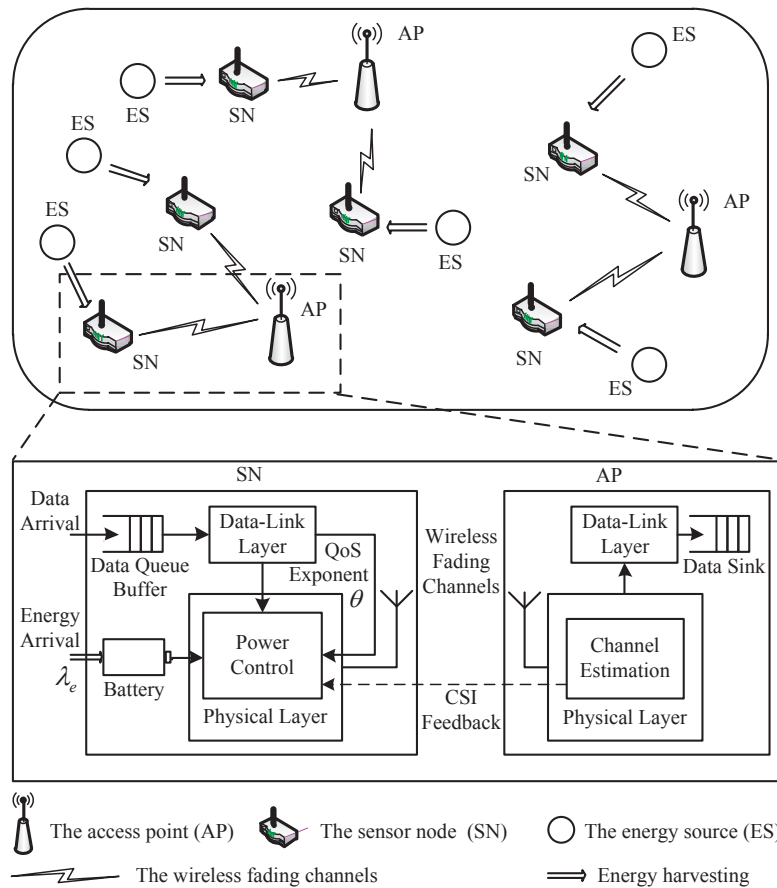 AP
ES
ES
SN
ES
SN
ES
AP
SN
SN
ES
ES
AP
SN
SN
ES
SN
AP
Data
Arrival
Data Queue
Buffer
Data-Link
Layer
QoS
Exponent
θ
Energy
Arrival
λe
Battery
Power
Control
Physical Layer
Wireless
Fading
Channels
CSI
Feedback
Data-Link
Layer
Data Sink
Channel
Estimation
Physical Layer
The access point (AP)
The sensor node (SN)
The energy source (ES)
The wireless fading channels
Energy harvesting